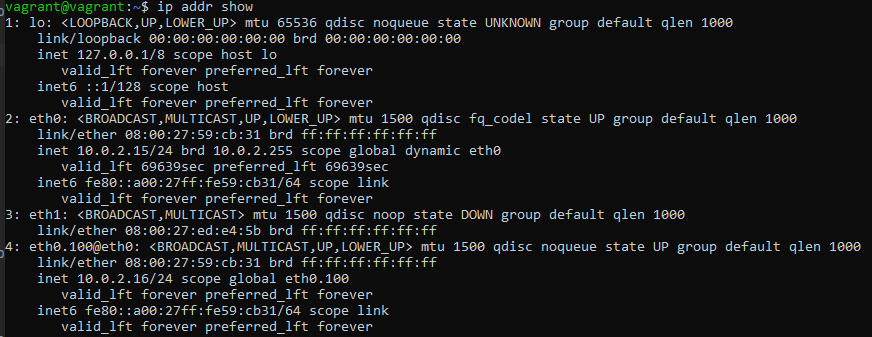 vagrant@vagrant:~$ ip addr show
1: lo: <LOOPBACK,UP,LOWER_UP> mtu 65536 qdisc noqueue state UNKNOWN group default qlen 1000
    link/loopback 00:00:00:00:00:00 brd 00:00:00:00:00:00
    inet 127.0.0.1/8 scope host lo
       valid_lft forever preferred_lft forever
    inet6 ::1/128 scope host
       valid_lft forever preferred_lft forever
2: eth0: <BROADCAST,MULTICAST,UP,LOWER_UP> mtu 1500 qdisc fq_codel state UP group default qlen 1000
    link/ether 08:00:27:59:cb:31 brd ff:ff:ff:ff:ff:ff
    inet 10.0.2.15/24 brd 10.0.2.255 scope global dynamic eth0
       valid_lft 69639sec preferred_lft 69639sec
    inet6 fe80::a00:27ff:fe59:cb31/64 scope link
       valid_lft forever preferred_lft forever
3: eth1: <BROADCAST,MULTICAST> mtu 1500 qdisc noop state DOWN group default qlen 1000
    link/ether 08:00:27:ed:e4:5b brd ff:ff:ff:ff:ff:ff
4: eth0.100@eth0: <BROADCAST,MULTICAST,UP,LOWER_UP> mtu 1500 qdisc noqueue state UP group default qlen 1000
    link/ether 08:00:27:59:cb:31 brd ff:ff:ff:ff:ff:ff
    inet 10.0.2.16/24 scope global eth0.100
       valid_lft forever preferred_lft forever
    inet6 fe80::a00:27ff:fe59:cb31/64 scope link
       valid_lft forever preferred_lft forever